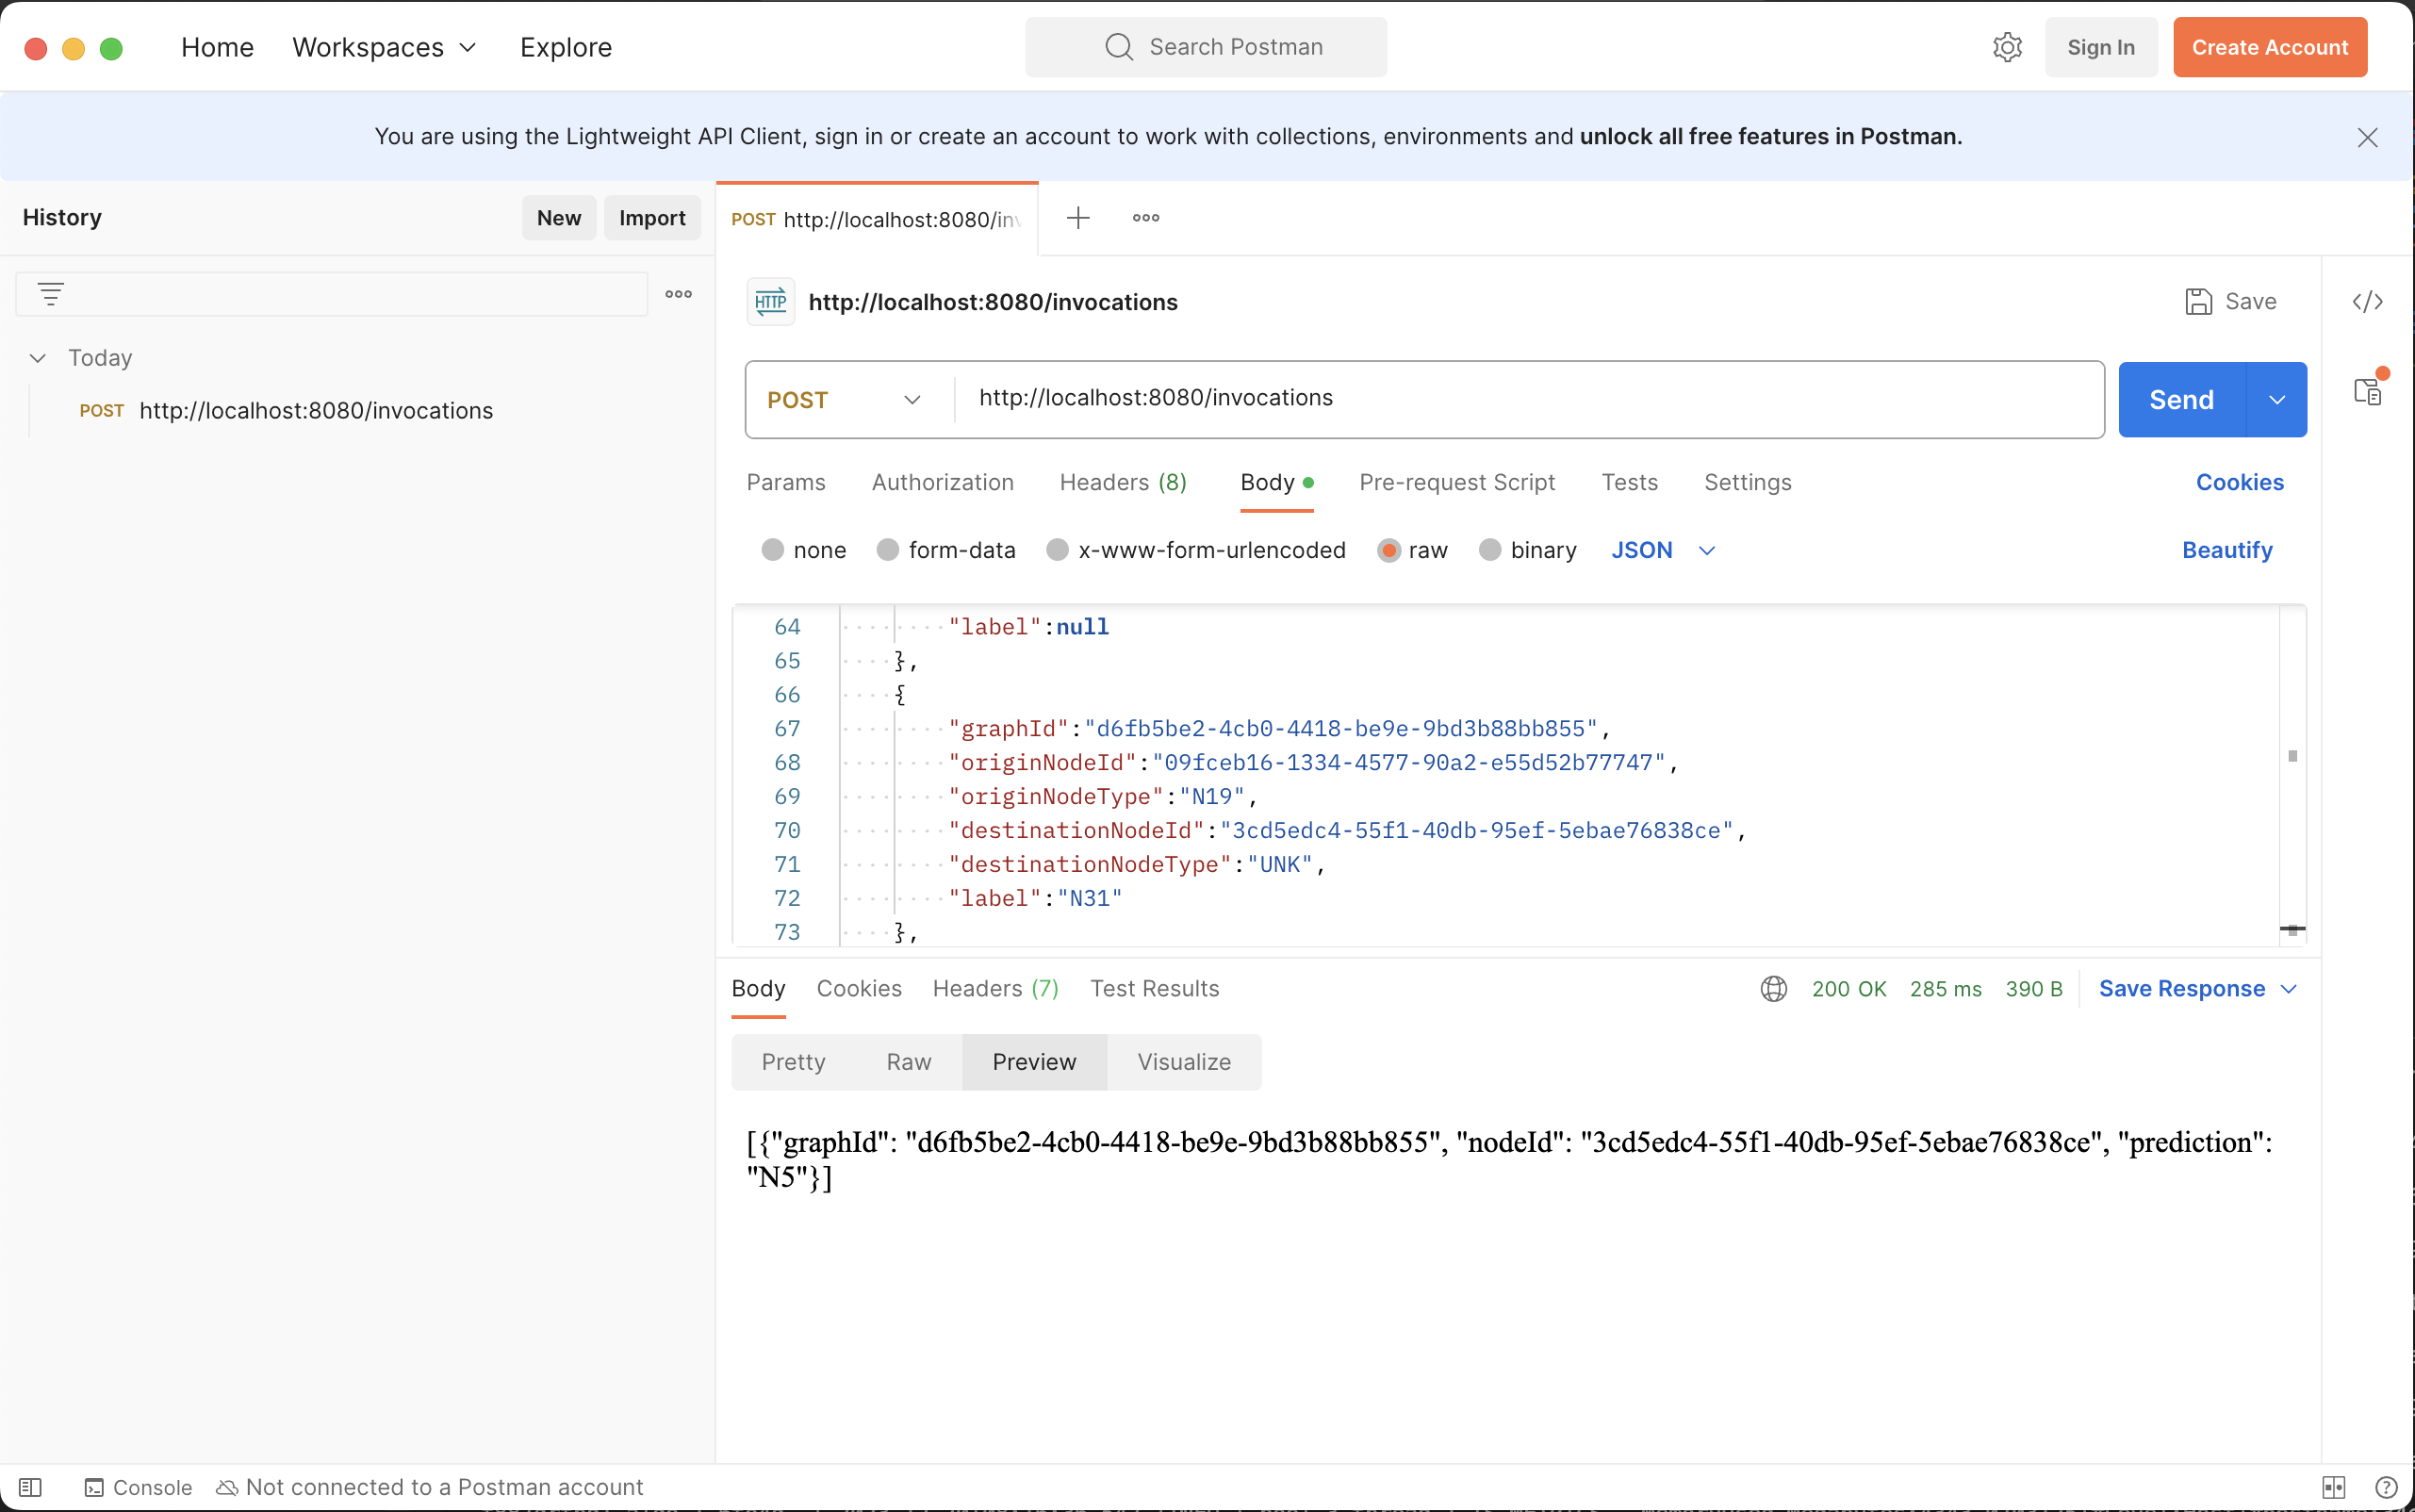 Home Workspaces Explore Search Postman Sign In Create Account
You are using the Lightweight API Client, sign in or create an account to work with collections, environments and unlock all free features in Postman.
History New Import
POST http://localhost:8080/inv
Today
POST http://localhost:8080/invocations
HTTP http://localhost:8080/invocations Save
POST http://localhost:8080/invocations Send
Params Authorization Headers (8) Body Pre-request Script Tests Settings Cookies
none form-data x-www-form-urlencoded raw binary JSON Beautify
64 "label":null
65 },
66 {
67 "graphId":"d6fb5be2-4cb0-4418-be9e-9bd3b88bb855",
68 "originNodeId":"09fceb16-1334-4577-90a2-e55d52b77747",
69 "originNodeType":"N19",
70 "destinationNodeId":"3cd5edc4-55f1-40db-95ef-5ebae76838ce",
71 "destinationNodeType":"UNK",
72 "label":"N31"
73 },
Body Cookies Headers (7) Test Results 200 OK 285 ms 390 B Save Response
Pretty Raw Preview Visualize
[{"graphId": "d6fb5be2-4cb0-4418-be9e-9bd3b88bb855", "nodeId": "3cd5edc4-55f1-40db-95ef-5ebae76838ce", "prediction":
"N5"}]
Console Not connected to a Postman account